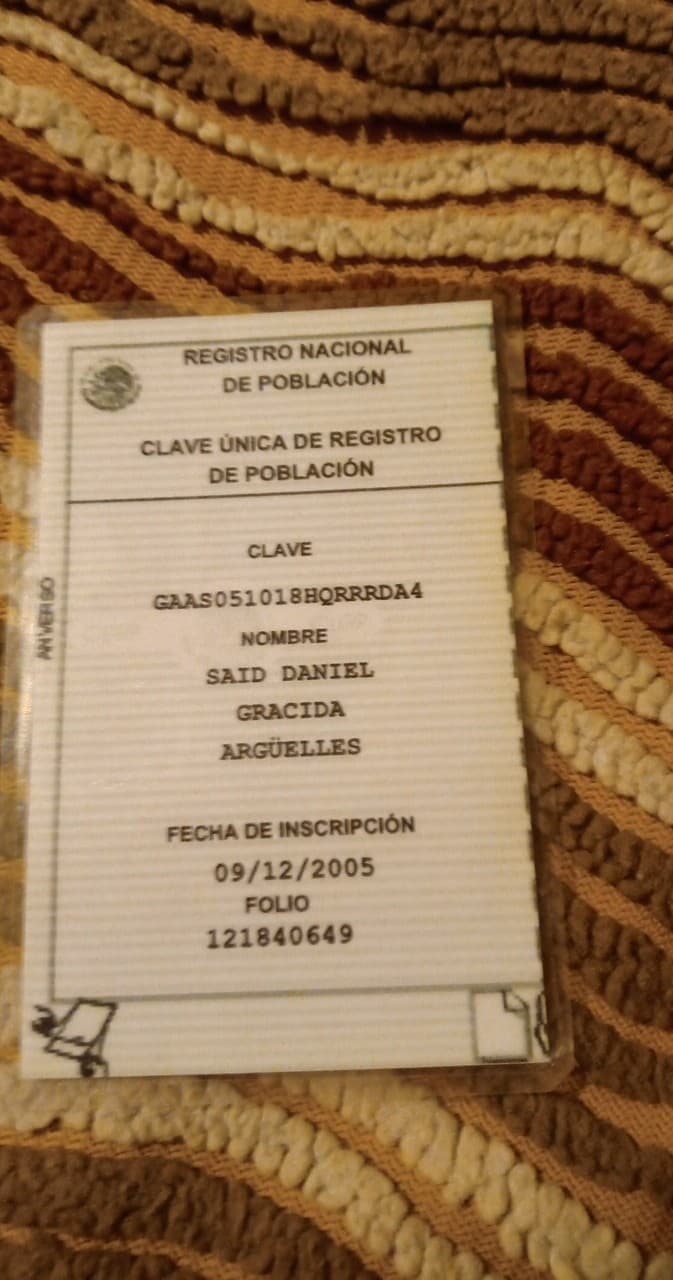 REGISTRO NACIONAL
DE POBLACIÓN
CLAVE ÚNICA DE REGISTRO
DE POBLACIÓN
CLAVE
GAAS051018HQRRRDA4
NOMBRE
SAID DANIEL
GRACIDA
ARGÜELLES
FECHA DE INSCRIPCIÓN
09/12/2005
FOLIO
121840649
ANVERSO